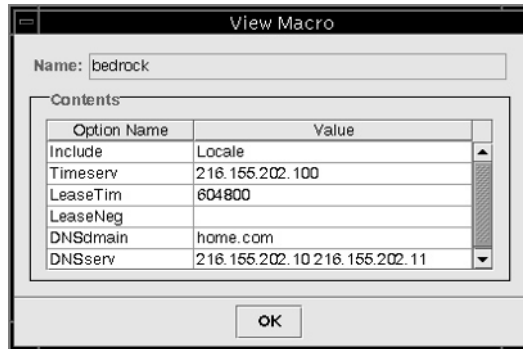 View Macro
Name: bedrock
Contents
Option Name Value
Include Locale
Timeserv 216.155.202.100
LeaseTim 604800
LeaseNeg
DNSdmain home.com
DNSserv 216.155.202.10 216.155.202.11
OK